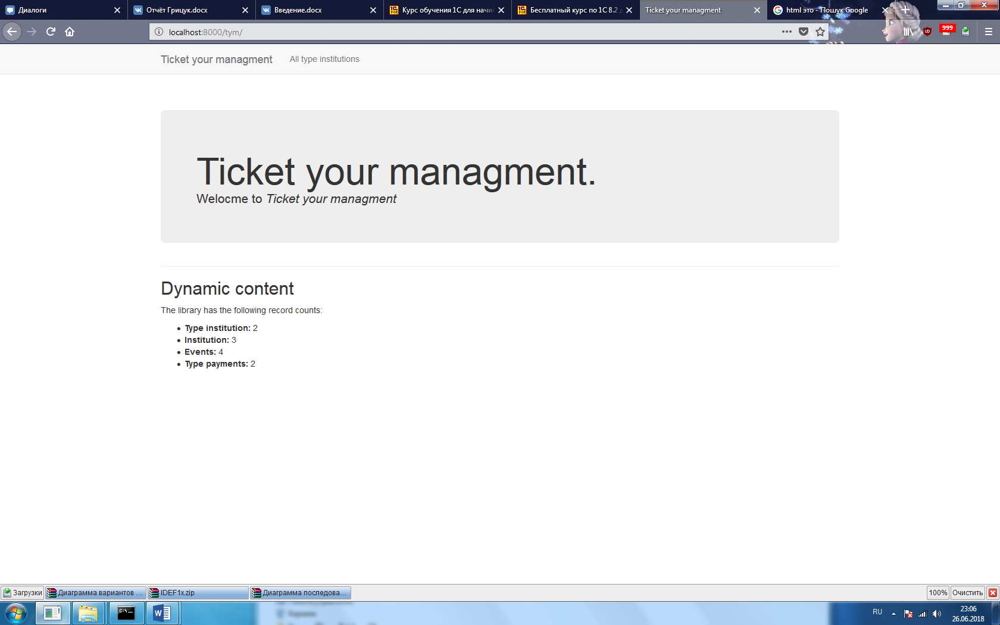 Диалоги
Отчёт Грицук.docx
Введение.docx
Курс обучения 1С для начин
Бесплатный курс по 1С 8.2 д
Ticket your managment
html это - Пошук Google
localhost:8000/tym/
999
Ticket your managment
All type institutions
Ticket your managment.
Welocme to Ticket your managment
Dynamic content
The library has the following record counts:
Type institution: 2
Institution: 3
Events: 4
Type payments: 2
Загрузки
Диаграмма вариантов ...
IDEF1x.zip
Диаграмма последова...
100%
Очистить
RU
23:06
26.06.2018